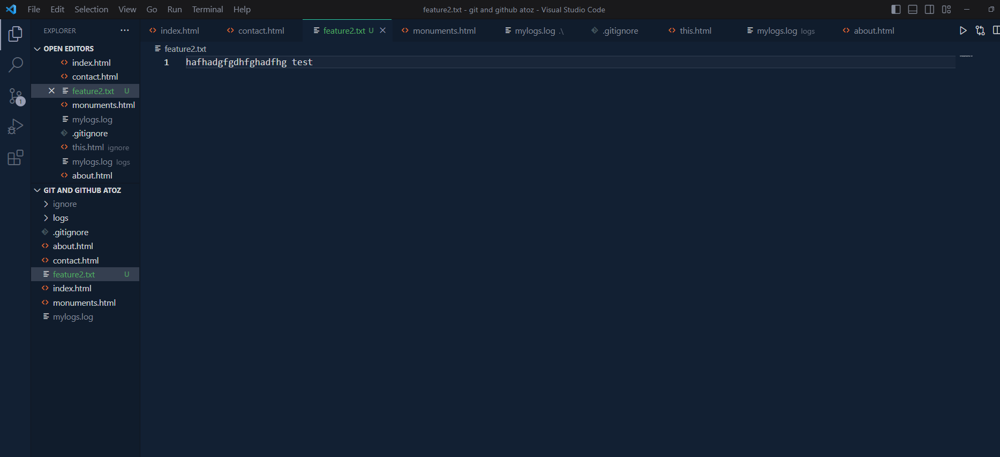 File Edit Selection View Go Run Terminal Help
feature2.txt - git and github atoz - Visual Studio Code
EXPLORER
OPEN EDITORS
index.html
contact.html
feature2.txt U
monuments.html
mylogs.log
.gitignore
this.html ignore
mylogs.log logs
about.html
GIT AND GITHUB ATOZ
ignore
logs
.gitignore
about.html
contact.html
feature2.txt U
index.html
monuments.html
mylogs.log
1
index.html contact.html feature2.txt U monuments.html mylogs.log .\ .gitignore this.html mylogs.log logs about.html
feature2.txt
1 hafhadgfgdhfghadfhg test